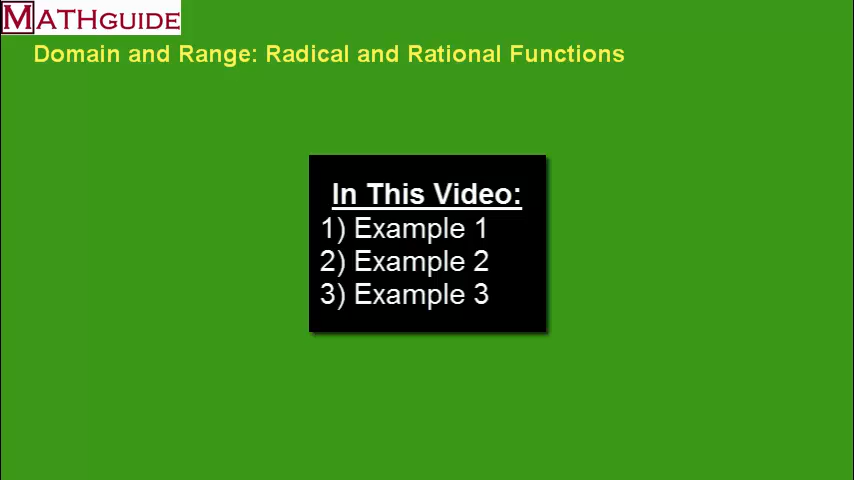 MATHGUIDE
Domain and Range: Radical and Rational Functions
In This Video:
1) Example 1
2) Example 2
3) Example 3